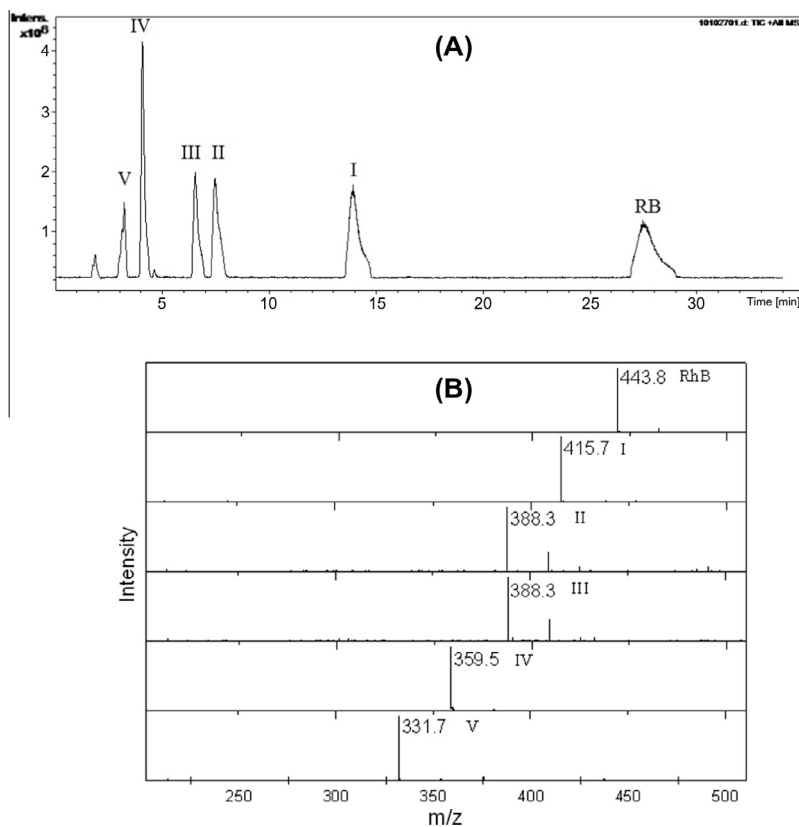 Intens.
x10⁶
(A)
10102701.d: TIC +All MS
IV
4
3
III
II
I
2
V
RB
1
5
10
15
20
25
30
Time [min]
(B)
443.8 RhB
415.7 I
388.3 II
388.3 III
359.5 IV
331.7 V
Intensity
250
300
350
400
450
500
m/z